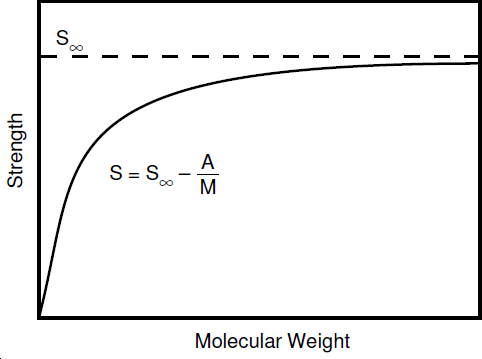 S∞
Strength
S = S∞ − A/M
Molecular Weight